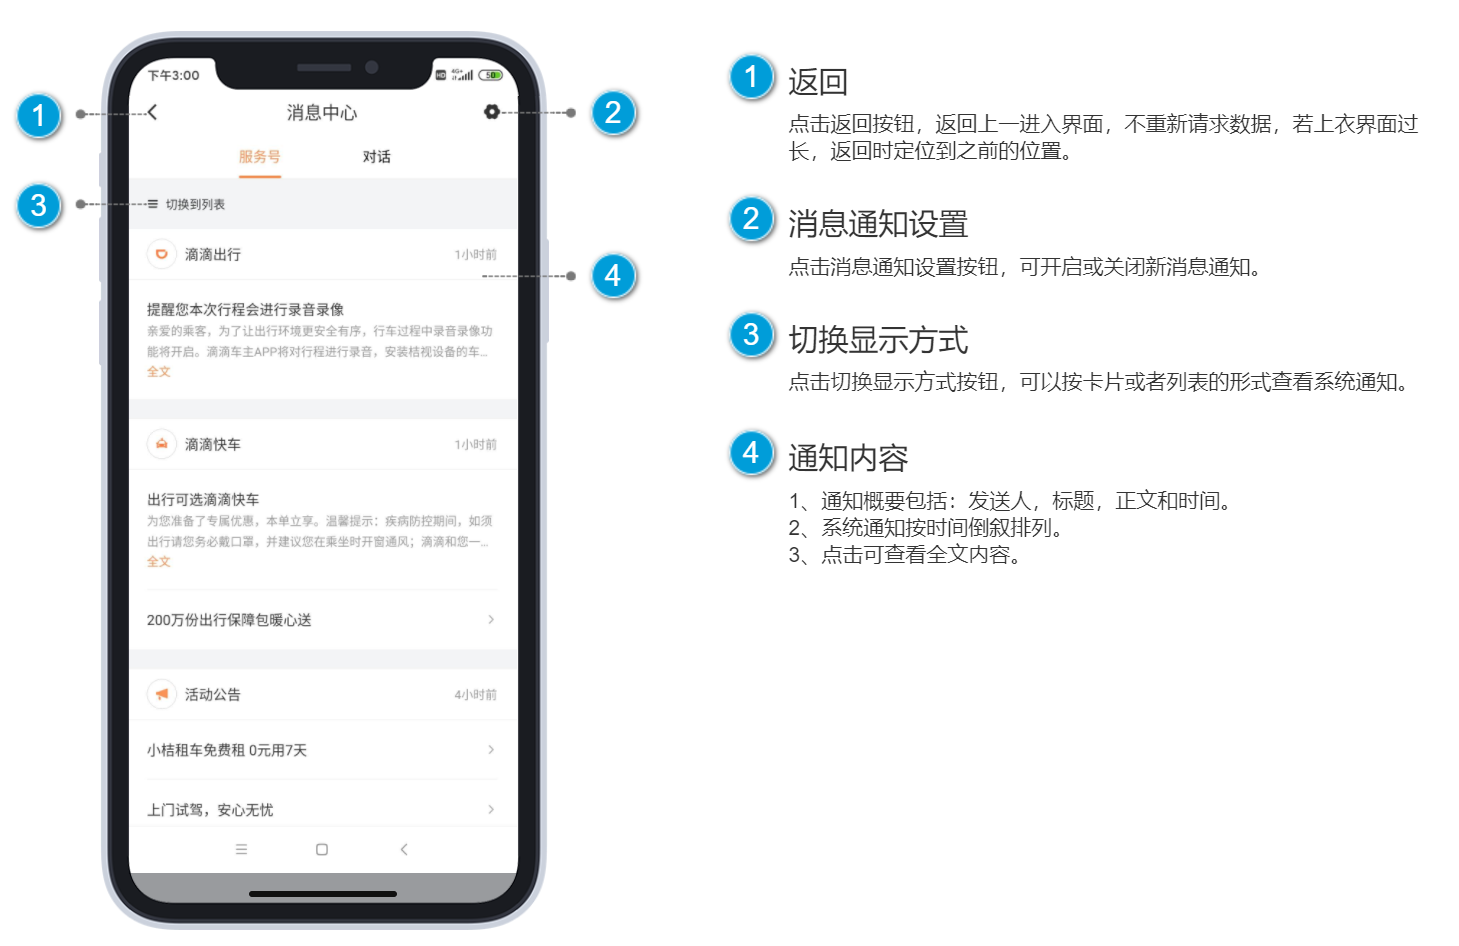 下午3:00
HD 4G+ 50
消息中心
服务号 对话
切换到列表
滴滴出行 1小时前
提醒您本次行程会进行录音录像
亲爱的乘客，为了让出行环境更安全有序，行车过程中录音录像功
能将开启。滴滴车主APP将对行程进行录音，安装桔视设备的车...
全文
滴滴快车 1小时前
出行可选滴滴快车
为您准备了专属优惠，本单立享。温馨提示：疾病防控期间，如须
出行请您务必戴口罩，并建议您在乘坐时开窗通风；滴滴和您一...
全文
200万份出行保障包暖心送
活动公告 4小时前
小桔租车免费租 0元用7天
上门试驾，安心无忧
1
2
3
4
1 返回
点击返回按钮，返回上一进入界面，不重新请求数据，若上衣界面过
长，返回时定位到之前的位置。
2 消息通知设置
点击消息通知设置按钮，可开启或关闭新消息通知。
3 切换显示方式
点击切换显示方式按钮，可以按卡片或者列表的形式查看系统通知。
4 通知内容
1、通知概要包括：发送人，标题，正文和时间。
2、系统通知按时间倒叙排列。
3、点击可查看全文内容。